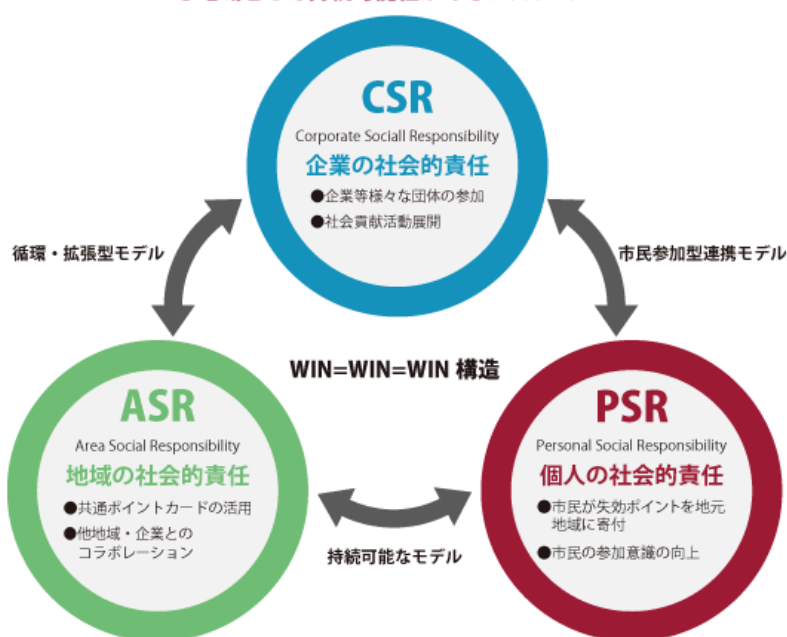 CSR
Corporate Sociall Responsibility
企業の社会的責任
●企業等様々な団体の参加
●社会貢献活動展開
循環・拡張型モデル
市民参加型連携モデル
WIN=WIN=WIN 構造
ASR
Area Social Responsibility
地域の社会的責任
●共通ポイントカードの活用
●他地域・企業との
コラボレーション
PSR
Personal Social Responsibility
個人の社会的責任
●市民が失効ポイントを地元
地域に寄付
●市民の参加意識の向上
持続可能なモデル